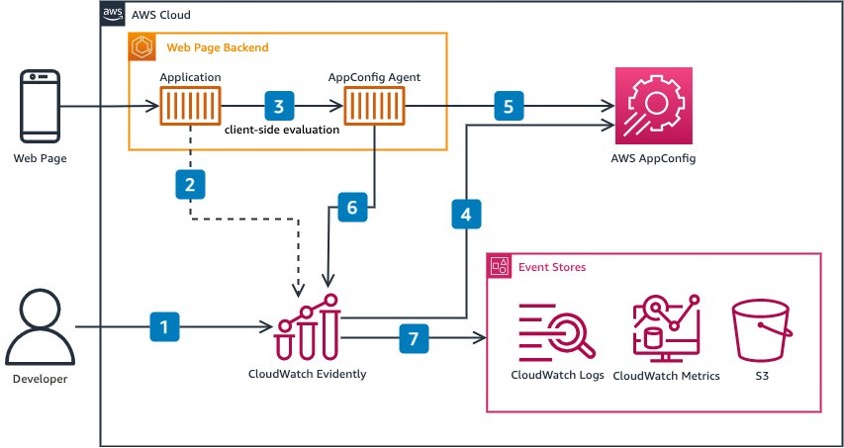 aws
AWS Cloud
Web Page Backend
Application
AppConfig Agent
3
5
client-side evaluation
Web Page
AWS AppConfig
2
6
4
Event Stores
1
7
CloudWatch Evidently
CloudWatch Logs
CloudWatch Metrics
S3
Developer